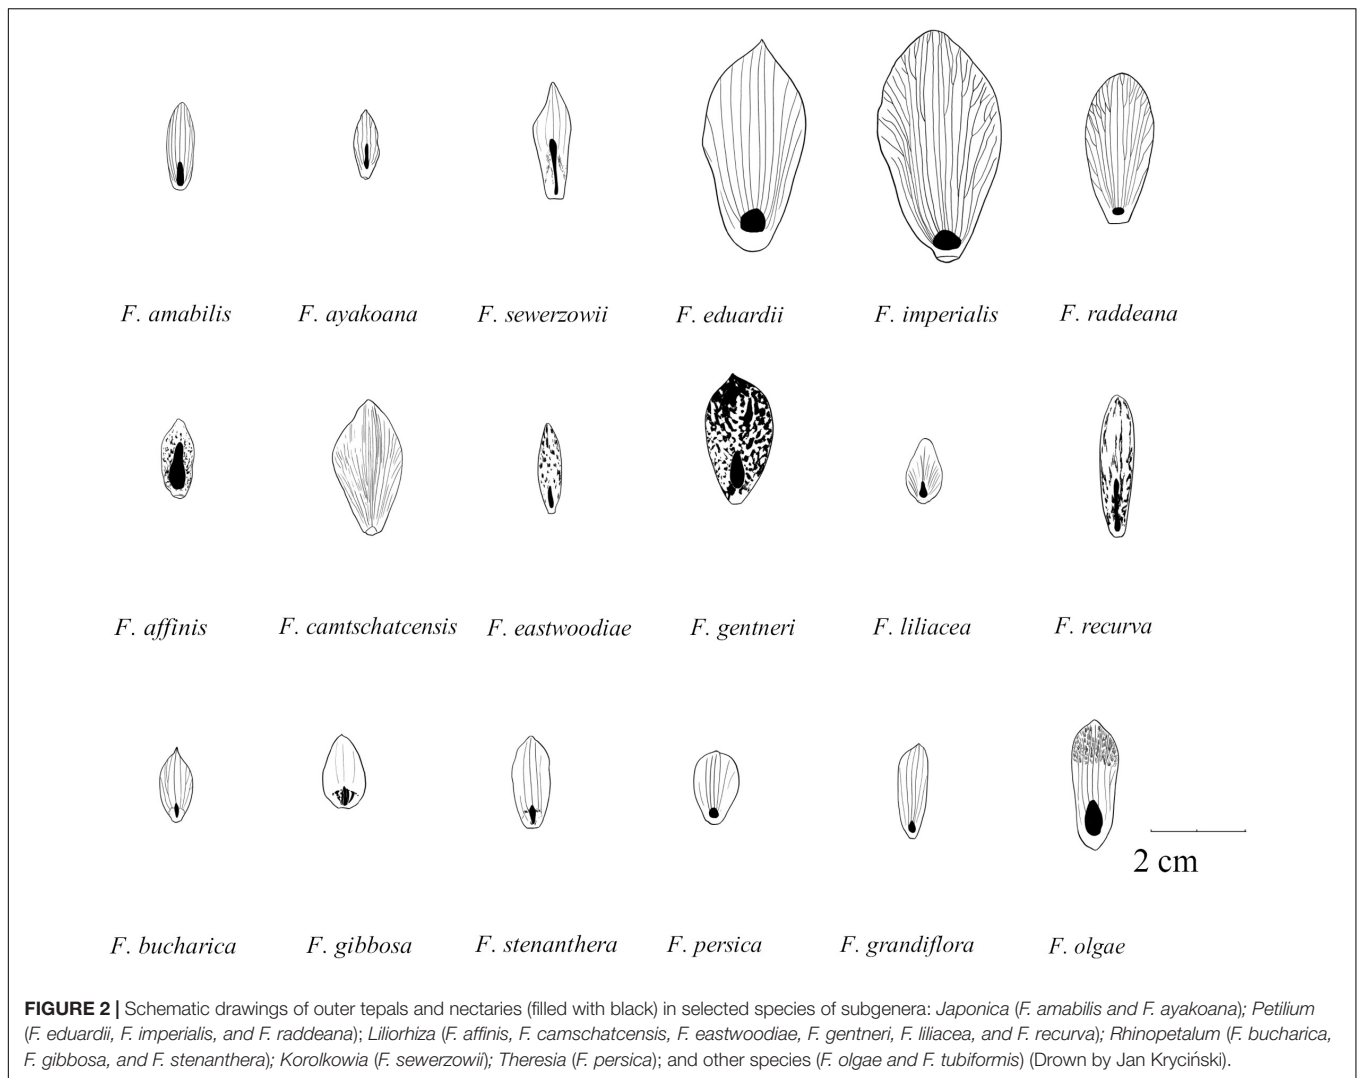 F. amabilis F. ayakoana F. sewerzowii F. eduardii F. imperialis F. raddeana
F. affinis F. camtschatcensis F. eastwoodiae F. gentneri F. liliacea F. recurva
2 cm
F. bucharica F. gibbosa F. stenanthera F. persica F. grandiflora F. olgae
FIGURE 2 | Schematic drawings of outer tepals and nectaries (filled with black) in selected species of subgenera: Japonica (F. amabilis and F. ayakoana); Petilium
(F. eduardii, F. imperialis, and F. raddeana); Liliorhiza (F. affinis, F. camschatcensis, F. eastwoodiae, F. gentneri, F. liliacea, and F. recurva); Rhinopetalum (F. bucharica,
F. gibbosa, and F. stenanthera); Korolkowia (F. sewerzowii); Theresia (F. persica); and other species (F. olgae and F. tubiformis) (Drown by Jan Kryciński).